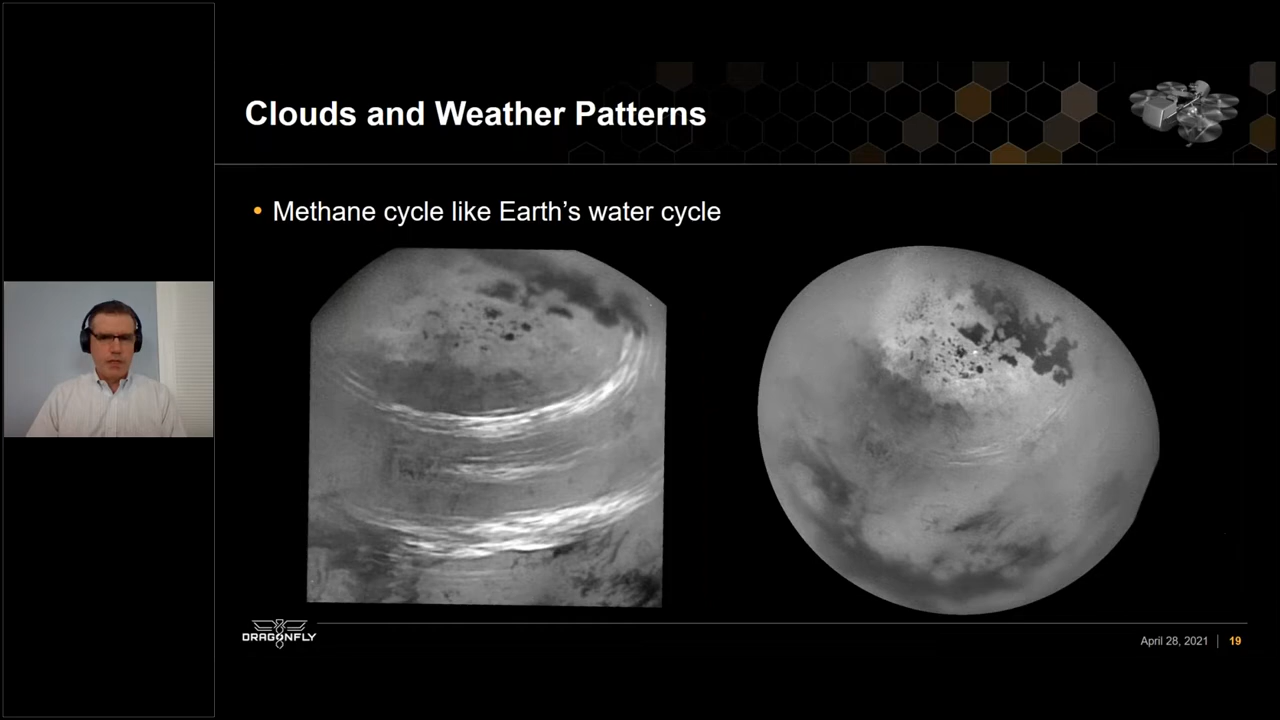 Clouds and Weather Patterns
• Methane cycle like Earth’s water cycle
DRAGONFLY
April 28, 2021 | 19